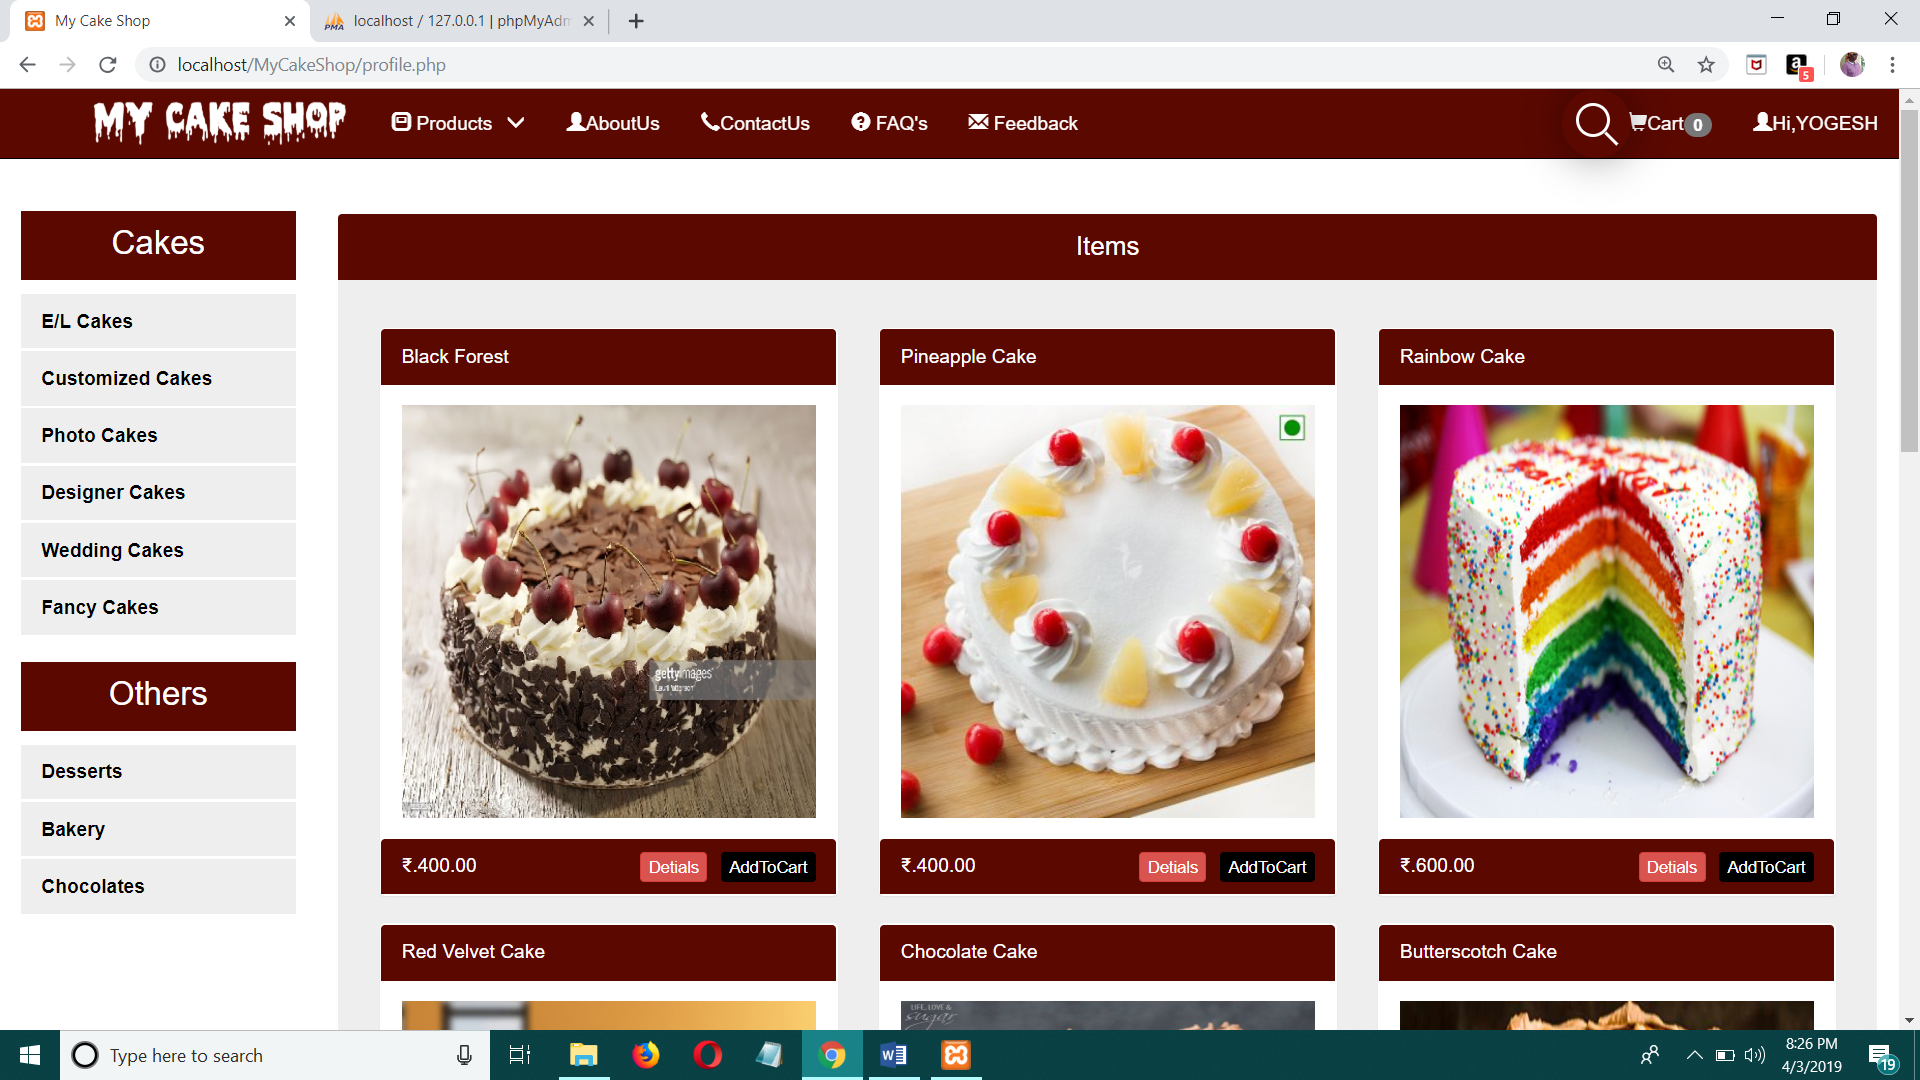 My Cake Shop
localhost / 127.0.0.1 | phpMyAdm
localhost/MyCakeShop/profile.php
5
MY CAKE SHOP
Products
AboutUs
ContactUs
FAQ's
Feedback
Cart 0
Hi,YOGESH
Cakes
E/L Cakes
Customized Cakes
Photo Cakes
Designer Cakes
Wedding Cakes
Fancy Cakes
Others
Desserts
Bakery
Chocolates
Items
Black Forest
Pineapple Cake
Rainbow Cake
gettyimages
₹.400.00
Detials
AddToCart
₹.400.00
Detials
AddToCart
₹.600.00
Detials
AddToCart
Red Velvet Cake
Chocolate Cake
Butterscotch Cake
LIFE, LOVE &
sugar
Type here to search
8:26 PM
4/3/2019
19